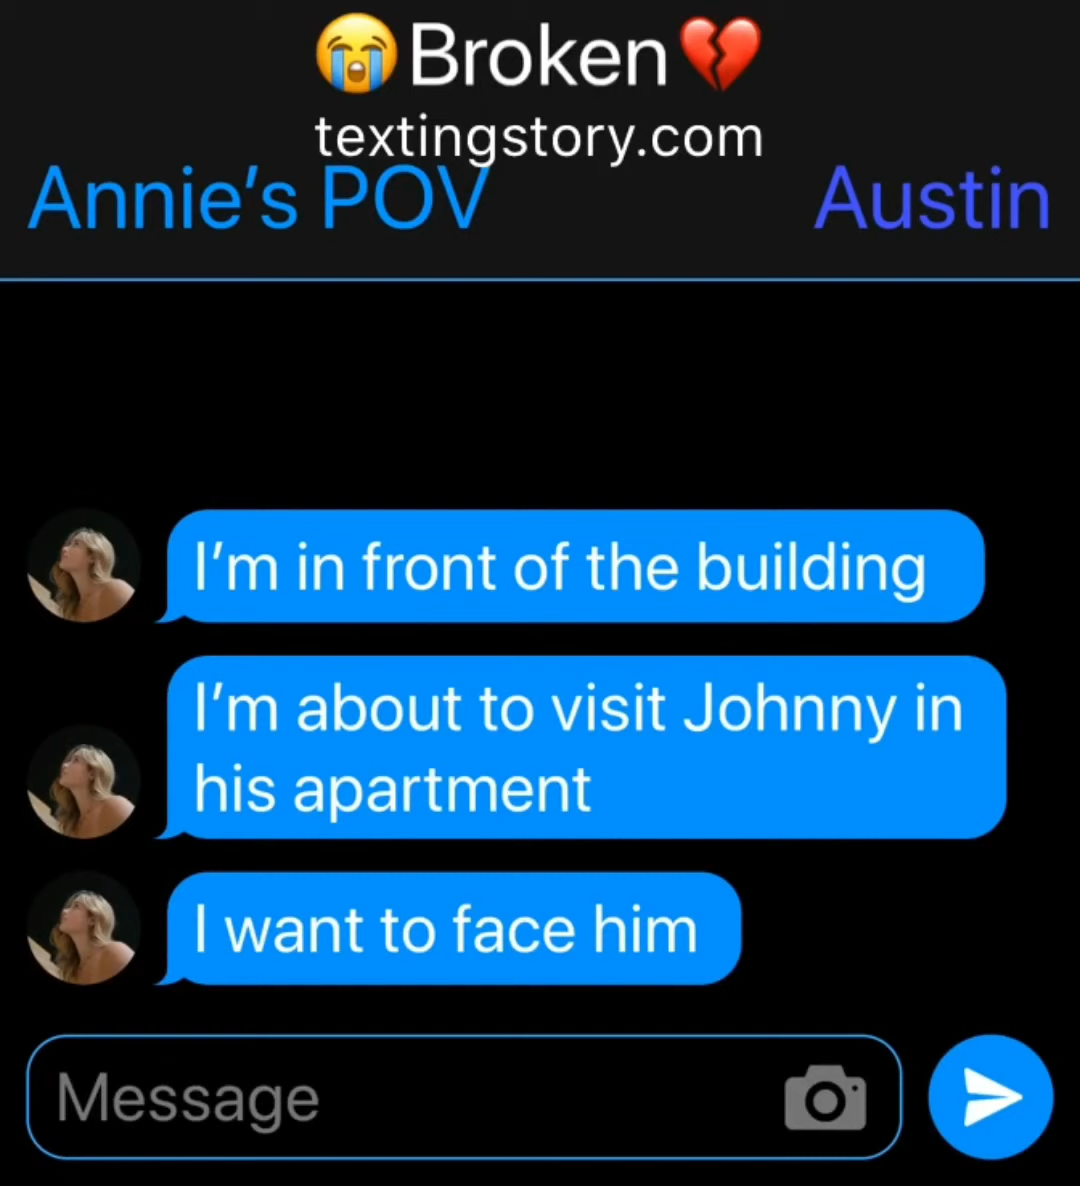 😭Broken💔
textingstory.com
Annie’s POV
Austin
I’m in front of the building
I’m about to visit Johnny in
his apartment
I want to face him
Message